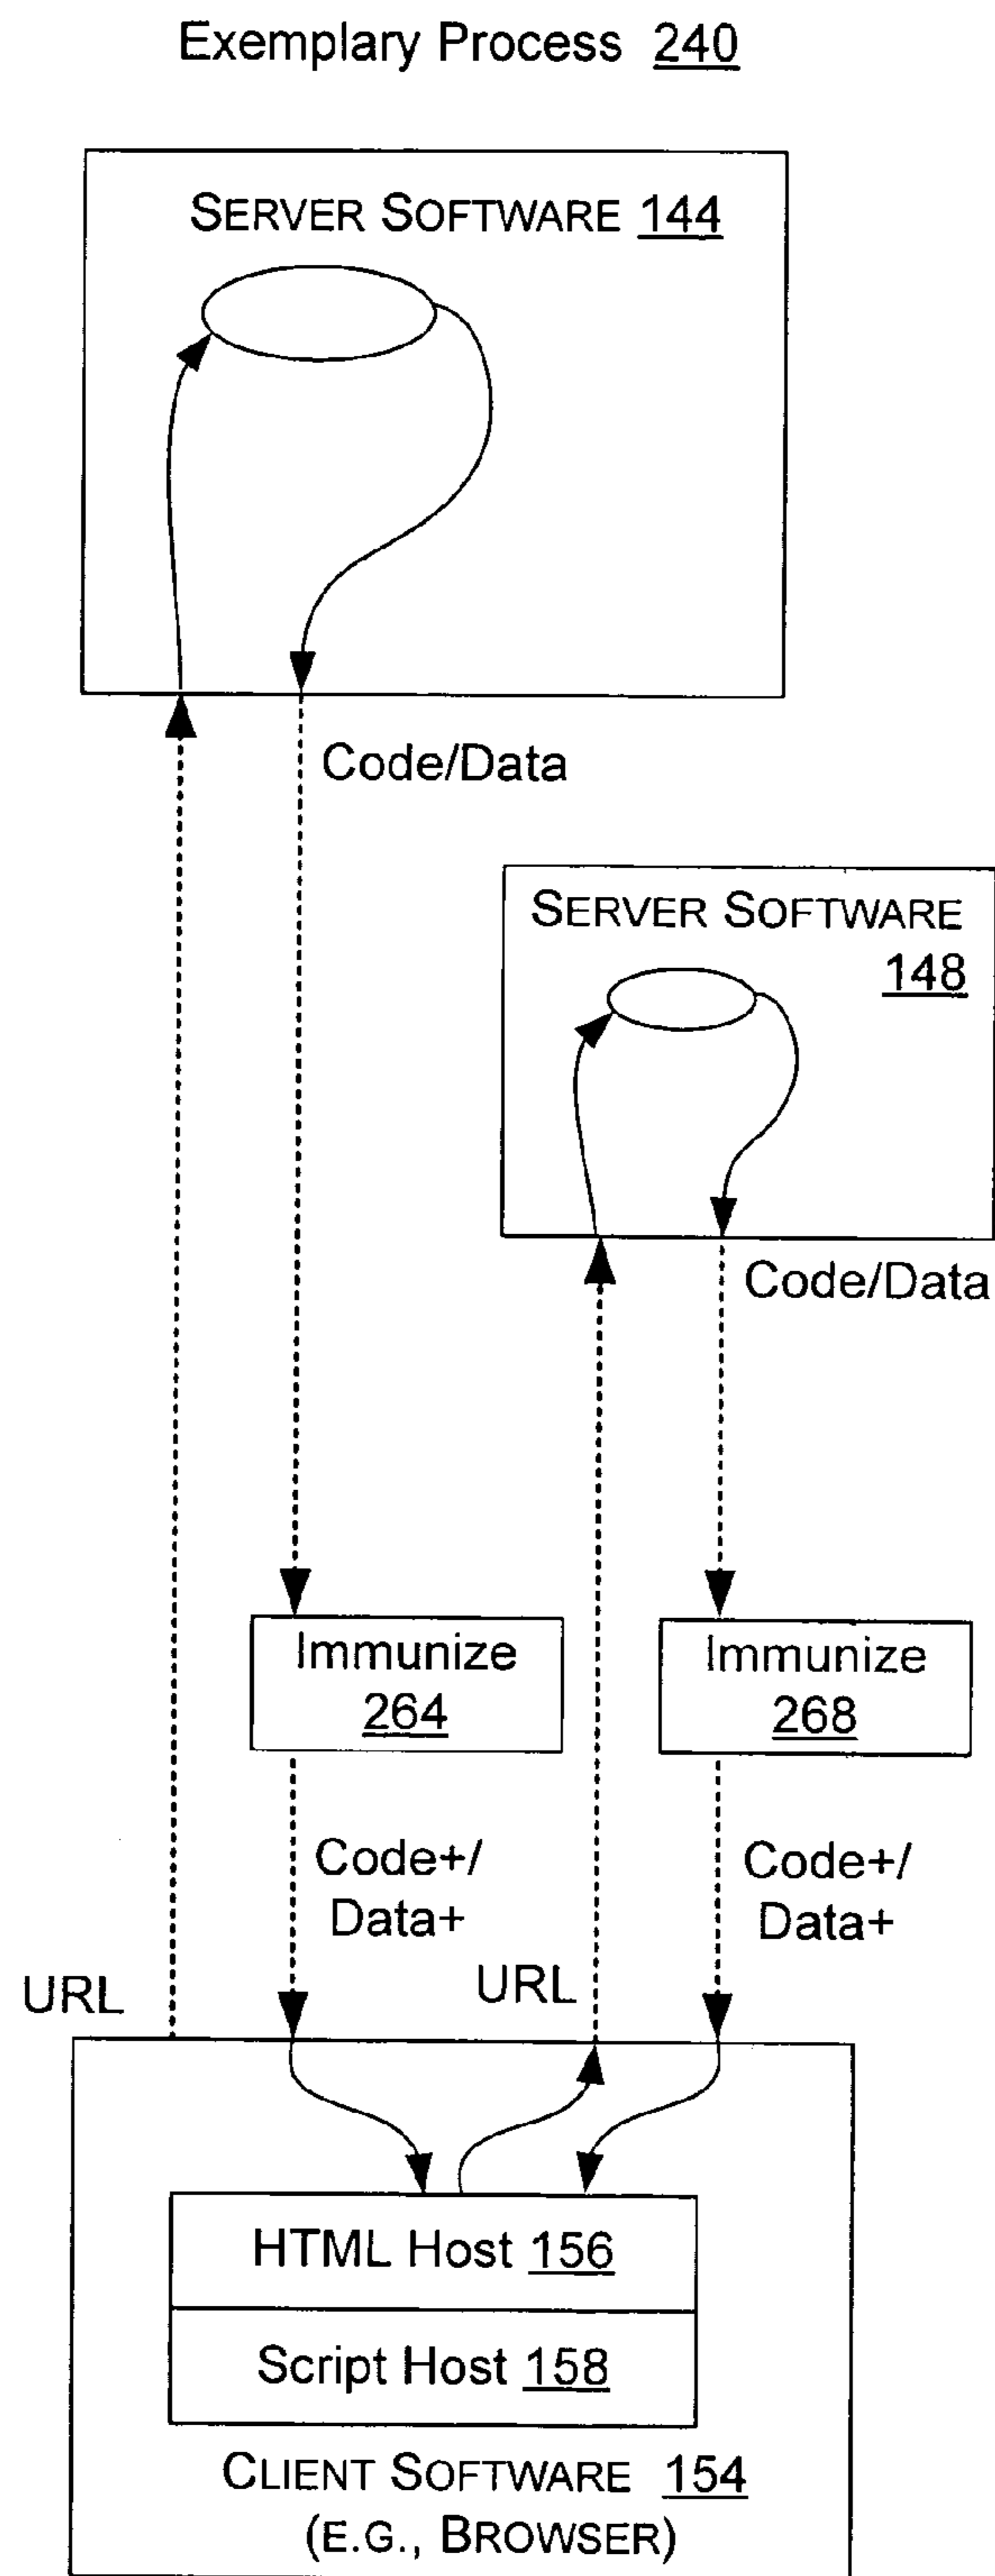 Exemplary Process 240
SERVER SOFTWARE 144
Code/Data
SERVER SOFTWARE
148
Code/Data
Immunize
264
Immunize
268
Code+/
Data+
Code+/
Data+
URL
URL
HTML Host 156
Script Host 158
CLIENT SOFTWARE 154
(E.G., BROWSER)